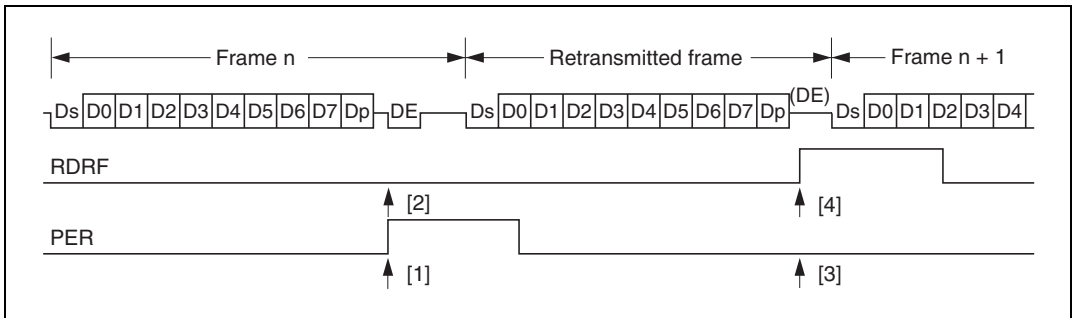 Frame n Retransmitted frame Frame n + 1
Ds D0 D1 D2 D3 D4 D5 D6 D7 Dp DE Ds D0 D1 D2 D3 D4 D5 D6 D7 Dp (DE) Ds D0 D1 D2 D3 D4
RDRF
[2] [4]
PER
[1] [3]